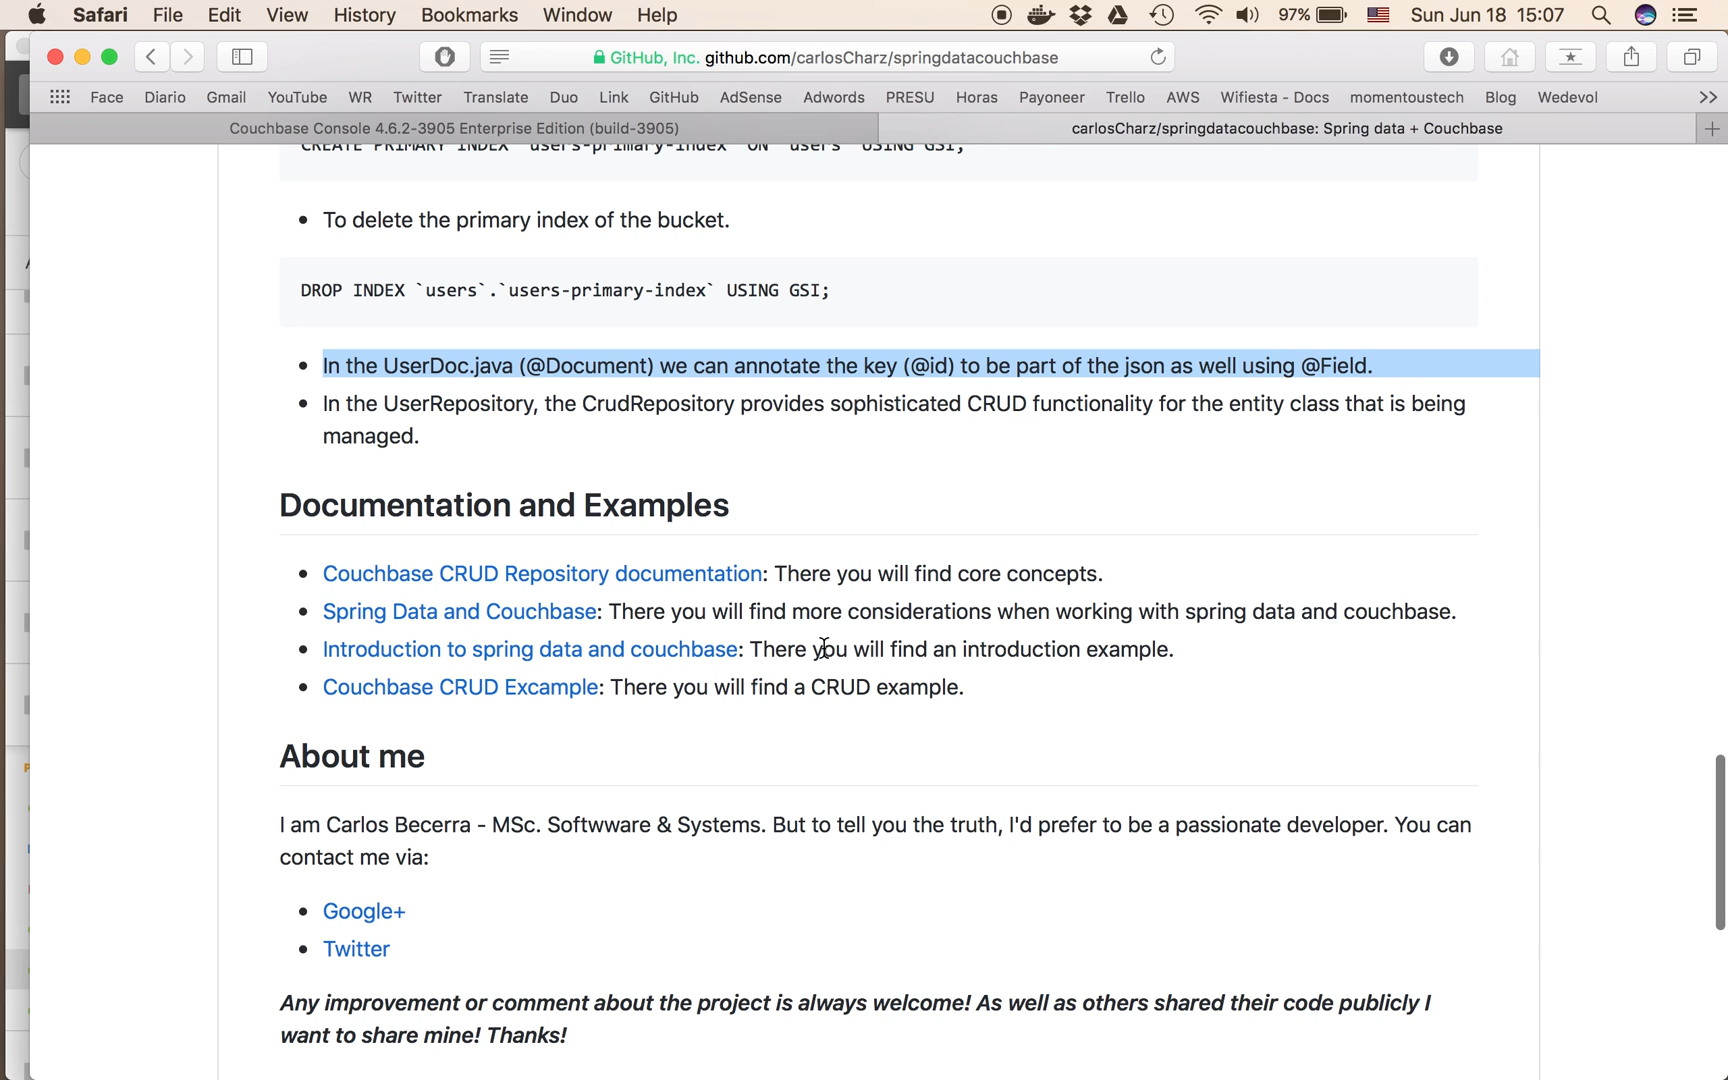 Safari File Edit View History Bookmarks Window Help 97% Sun Jun 18 15:07
GitHub, Inc. github.com/carlosCharz/springdatacouchbase
Face Diario Gmail YouTube WR Twitter Translate Duo Link GitHub AdSense Adwords PRESU Horas Payoneer Trello AWS Wifiesta - Docs momentoustech Blog Wedevol >>
Couchbase Console 4.6.2-3905 Enterprise Edition (build-3905) carlosCharz/springdatacouchbase: Spring data + Couchbase
CREATE PRIMARY INDEX `users-primary-index` ON `users` USING GSI;
• To delete the primary index of the bucket.
DROP INDEX `users`.`users-primary-index` USING GSI;
• In the UserDoc.java (@Document) we can annotate the key (@id) to be part of the json as well using @Field.
• In the UserRepository, the CrudRepository provides sophisticated CRUD functionality for the entity class that is being
managed.
Documentation and Examples
• Couchbase CRUD Repository documentation: There you will find core concepts.
• Spring Data and Couchbase: There you will find more considerations when working with spring data and couchbase.
• Introduction to spring data and couchbase: There you will find an introduction example.
• Couchbase CRUD Excample: There you will find a CRUD example.
About me
I am Carlos Becerra - MSc. Softwware & Systems. But to tell you the truth, I'd prefer to be a passionate developer. You can
contact me via:
• Google+
• Twitter
Any improvement or comment about the project is always welcome! As well as others shared their code publicly I
want to share mine! Thanks!